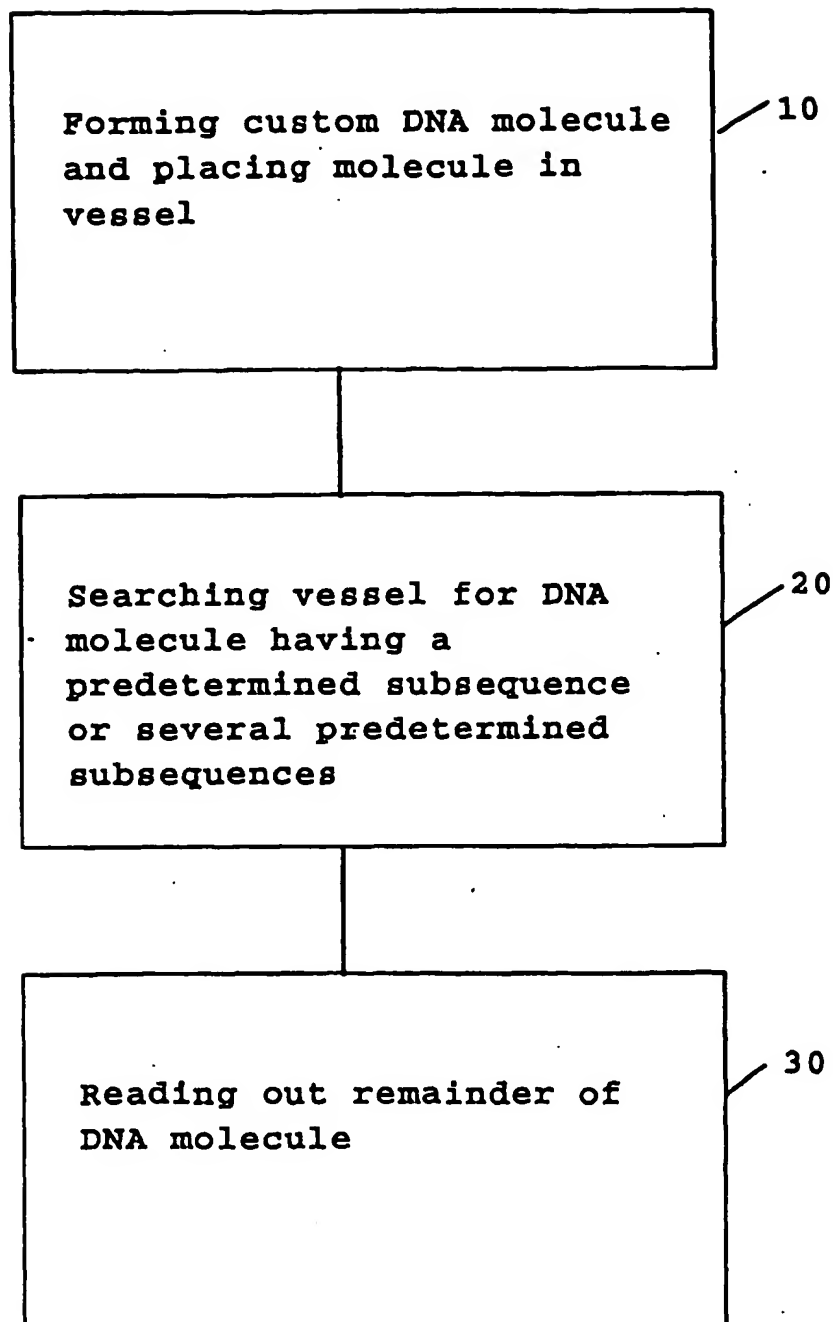 Forming custom DNA molecule
and placing molecule in
vessel
10
Searching vessel for DNA
molecule having a
predetermined subsequence
or several predetermined
subsequences
20
Reading out remainder of
DNA molecule
30